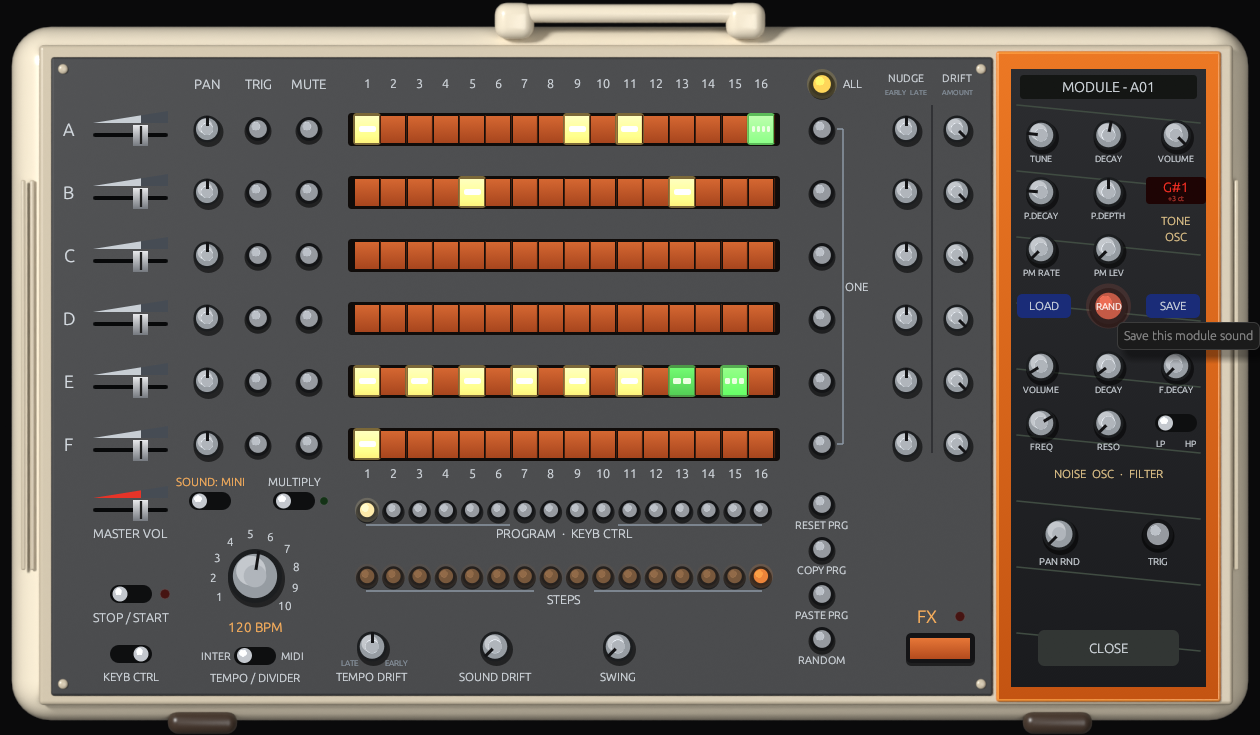 PAN TRIG MUTE 1 2 3 4 5 6 7 8 9 10 11 12 13 14 15 16 ALL NUDGE DRIFT
EARLY LATE AMOUNT
A
B
C
D
E
F
ONE
1 2 3 4 5 6 7 8 9 10 11 12 13 14 15 16
SOUND: MINI MULTIPLY
MASTER VOL
PROGRAM · KEYB CTRL
RESET PRG
COPY PRG
PASTE PRG
RANDOM
1 2 3 4 5 6 7 8 9 10
120 BPM
STEPS
STOP / START
KEYB CTRL
INTER MIDI
TEMPO / DIVIDER
LATE EARLY
TEMPO DRIFT SOUND DRIFT SWING
FX
MODULE - A01
TUNE DECAY VOLUME
G#1
+3 ct
P.DECAY P.DEPTH
TONE
OSC
PM RATE PM LEV
LOAD RAND SAVE
Save this module sound
VOLUME DECAY F.DECAY
FREQ RESO LP HP
NOISE OSC · FILTER
PAN RND TRIG
CLOSE